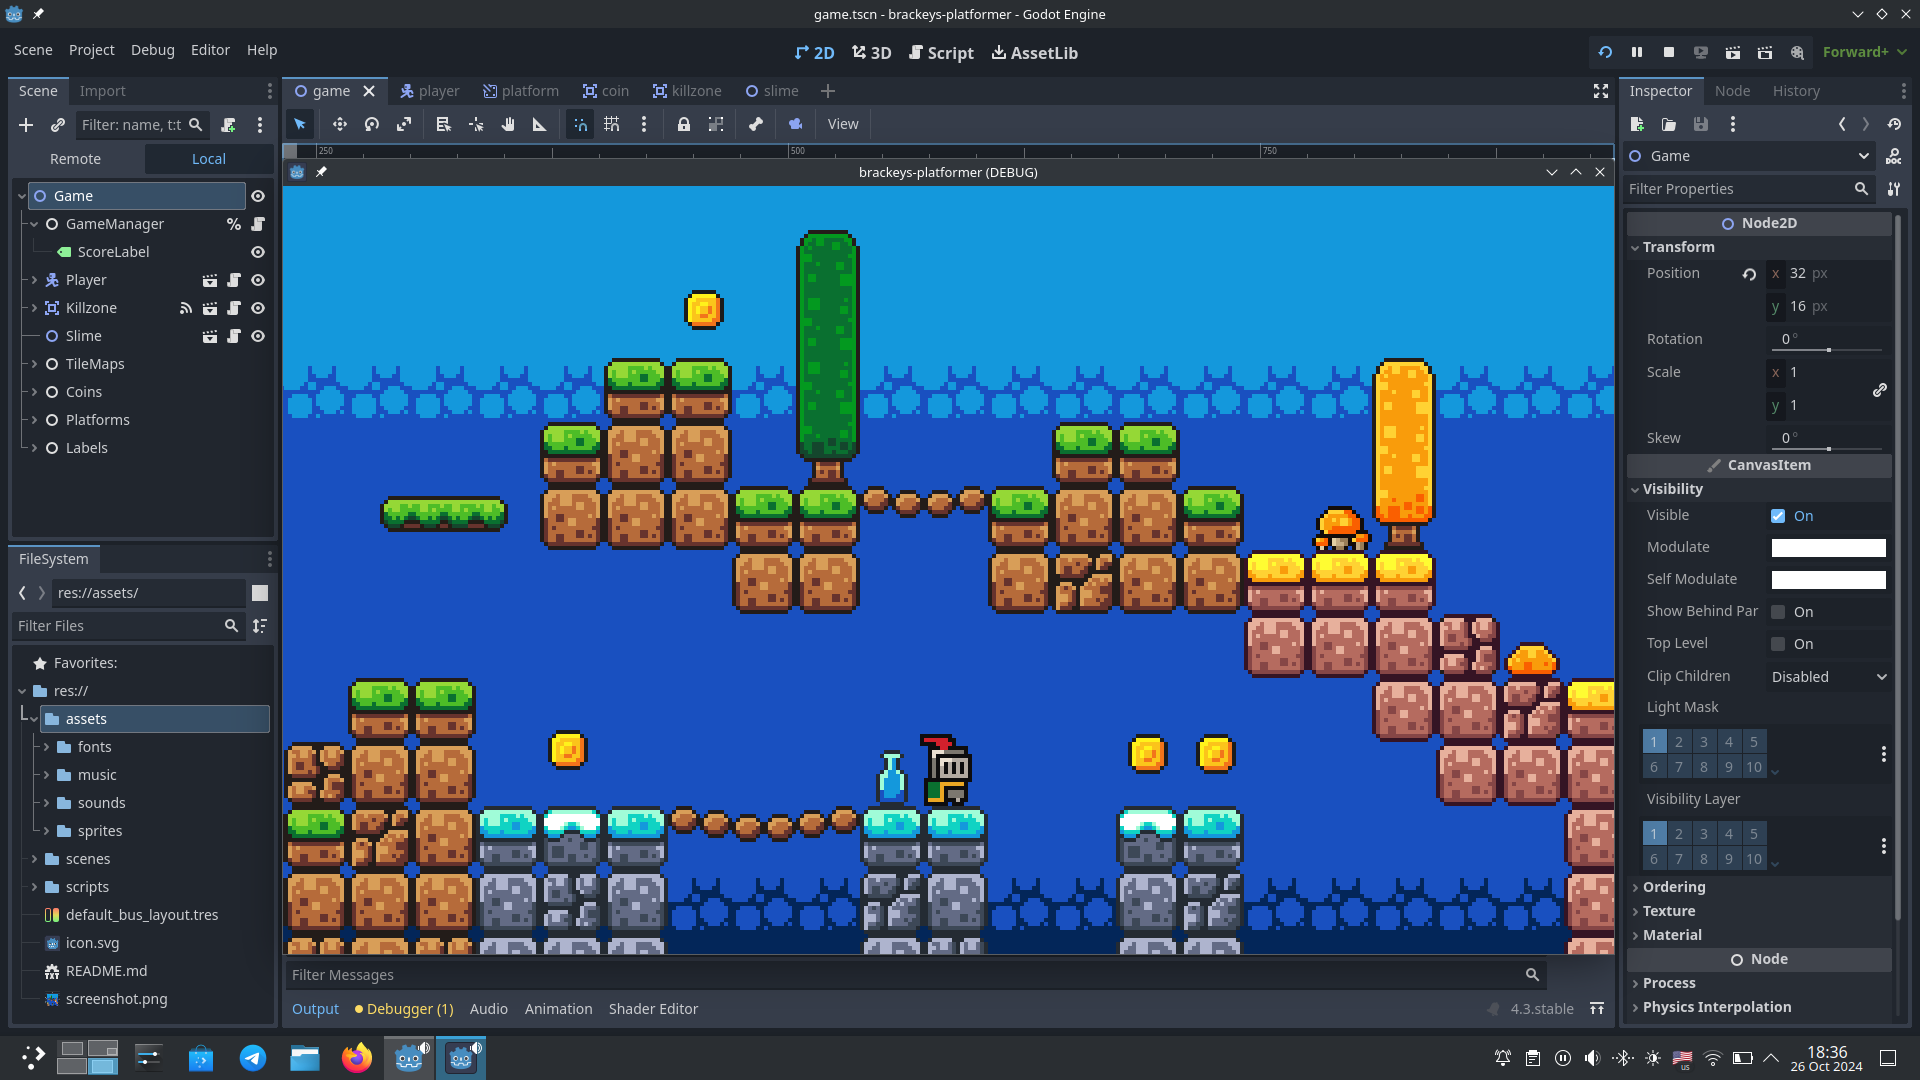 game.tscn - brackeys-platformer - Godot Engine
Scene Project Debug Editor Help
2D 3D Script AssetLib
Forward+
Scene Import
game player platform coin killzone slime
Inspector Node History
Filter: name, t:t
View
Remote Local
250 500 750
Game
brackeys-platformer (DEBUG)
Filter Properties
Game
GameManager
ScoreLabel
Player
Killzone
Slime
TileMaps
Coins
Platforms
Labels
Node2D
Transform
Position x 32 px
y 16 px
Rotation 0 °
Scale x 1
y 1
Skew 0 °
CanvasItem
Visibility
Visible On
Modulate
Self Modulate
Show Behind Par On
Top Level On
Clip Children Disabled
Light Mask
1 2 3 4 5
6 7 8 9 10
Visibility Layer
1 2 3 4 5
6 7 8 9 10
Ordering
Texture
Material
Node
Process
Physics Interpolation
FileSystem
res://assets/
Filter Files
Favorites:
res://
assets
fonts
music
sounds
sprites
scenes
scripts
default_bus_layout.tres
icon.svg
README.md
screenshot.png
Filter Messages
Output Debugger (1) Audio Animation Shader Editor
4.3.stable
us
18:36
26 Oct 2024